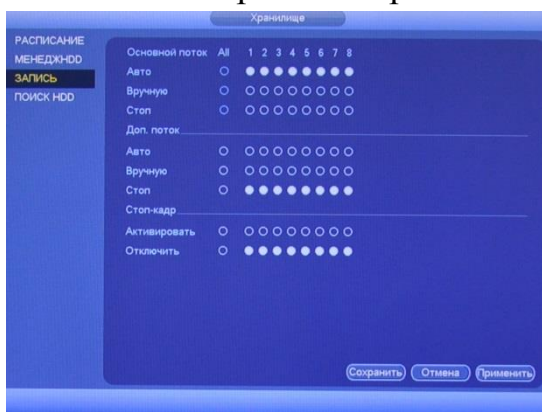 Хранилище
РАСПИСАНИЕ
МЕНЕДЖHDD
ЗАПИСЬ
ПОИСК HDD
Основной поток All 1 2 3 4 5 6 7 8
Авто
Вручную
Стоп
Доп. поток
Авто
Вручную
Стоп
Стоп-кадр
Активировать
Отключить
Сохранить Отмена Применить